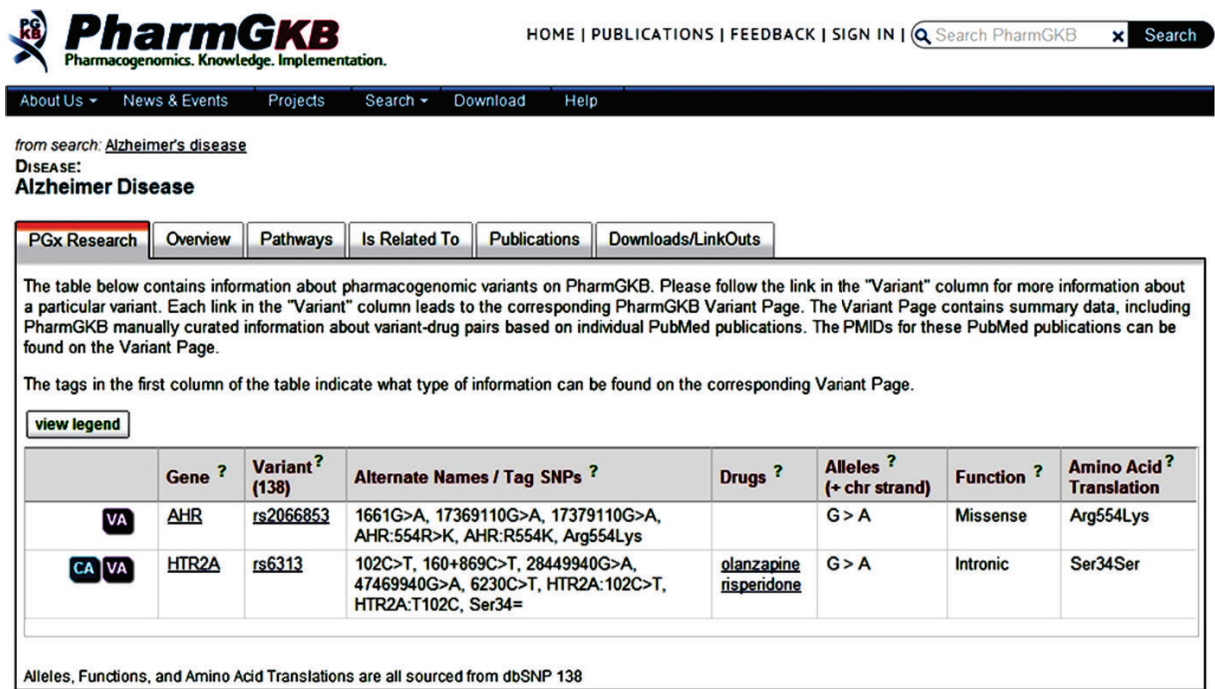 PG
KB
PharmGKB
Pharmacogenomics. Knowledge. Implementation.
HOME | PUBLICATIONS | FEEDBACK | SIGN IN | Search PharmGKB × Search
About Us News & Events Projects Search Download Help
from search: Alzheimer's disease
DISEASE:
Alzheimer Disease
PGx Research Overview Pathways Is Related To Publications Downloads/LinkOuts
The table below contains information about pharmacogenomic variants on PharmGKB. Please follow the link in the "Variant" column for more information about
a particular variant. Each link in the "Variant" column leads to the corresponding PharmGKB Variant Page. The Variant Page contains summary data, including
PharmGKB manually curated information about variant-drug pairs based on individual PubMed publications. The PMIDs for these PubMed publications can be
found on the Variant Page.
The tags in the first column of the table indicate what type of information can be found on the corresponding Variant Page.
view legend
Gene ? Variant ? (138) Alternate Names / Tag SNPs ? Drugs ? Alleles ? (+ chr strand) Function ? Amino Acid ? Translation
VA AHR rs2066853 1661G>A, 17369110G>A, 17379110G>A, G > A Missense Arg554Lys
AHR:554R>K, AHR:R554K, Arg554Lys
CA VA HTR2A rs6313 102C>T, 160+869C>T, 28449940G>A, olanzapine G > A Intronic Ser34Ser
47469940G>A, 6230C>T, HTR2A:102C>T, risperidone
HTR2A:T102C, Ser34=
Alleles, Functions, and Amino Acid Translations are all sourced from dbSNP 138